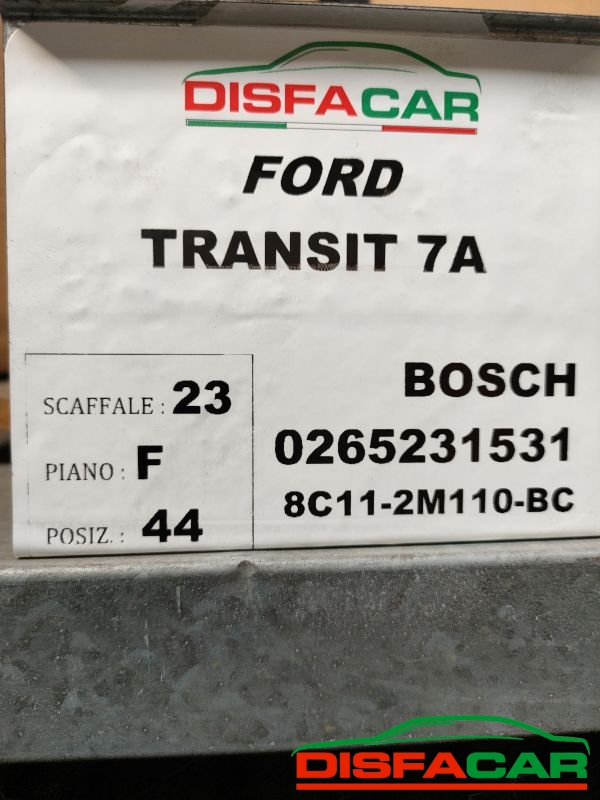 DISFACAR
FORD
TRANSIT 7A
SCAFFALE : 23
PIANO : F
POSIZ. : 44
BOSCH
0265231531
8C11-2M110-BC
DISFACAR